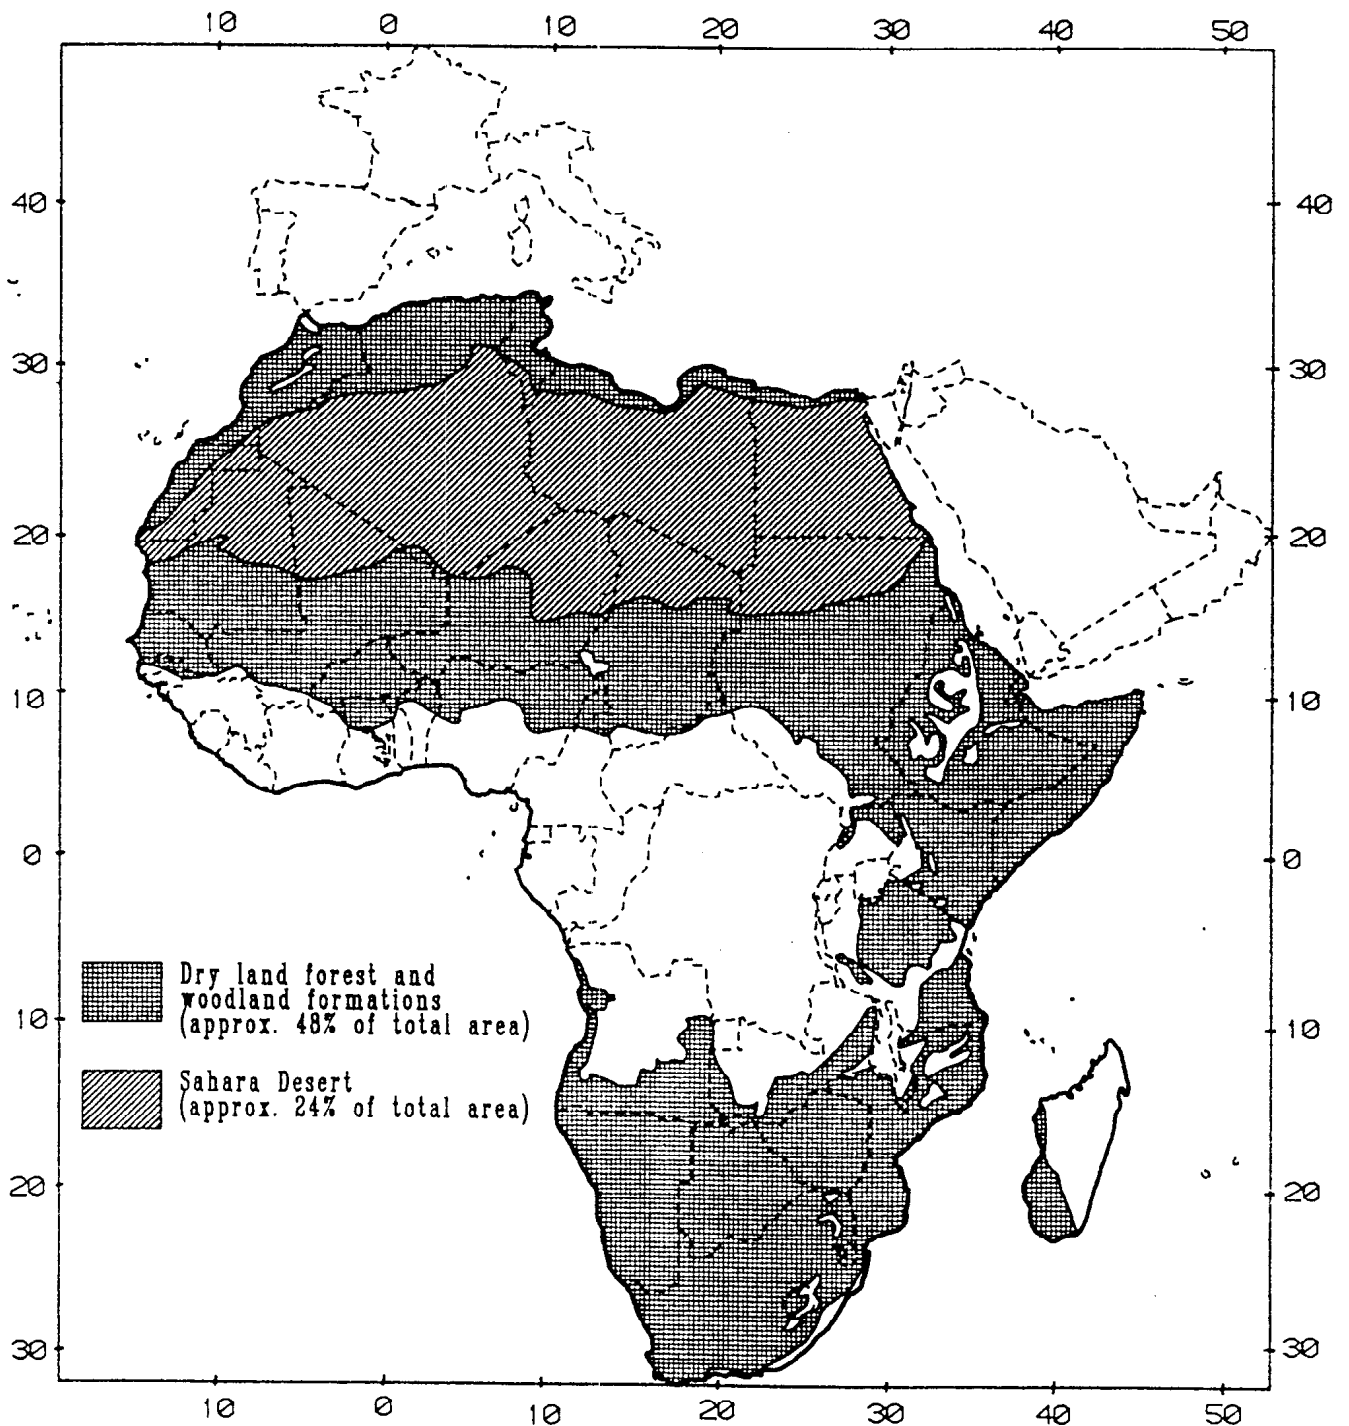 10 0 10 20 30 40 50
40 40
30 30
20 20
10 10
0 0
Dry land forest and
woodland formations
(approx. 48% of total area)
10 10
Sahara Desert
(approx. 24% of total area)
20 20
30 30
10 0 10 20 30 40 50